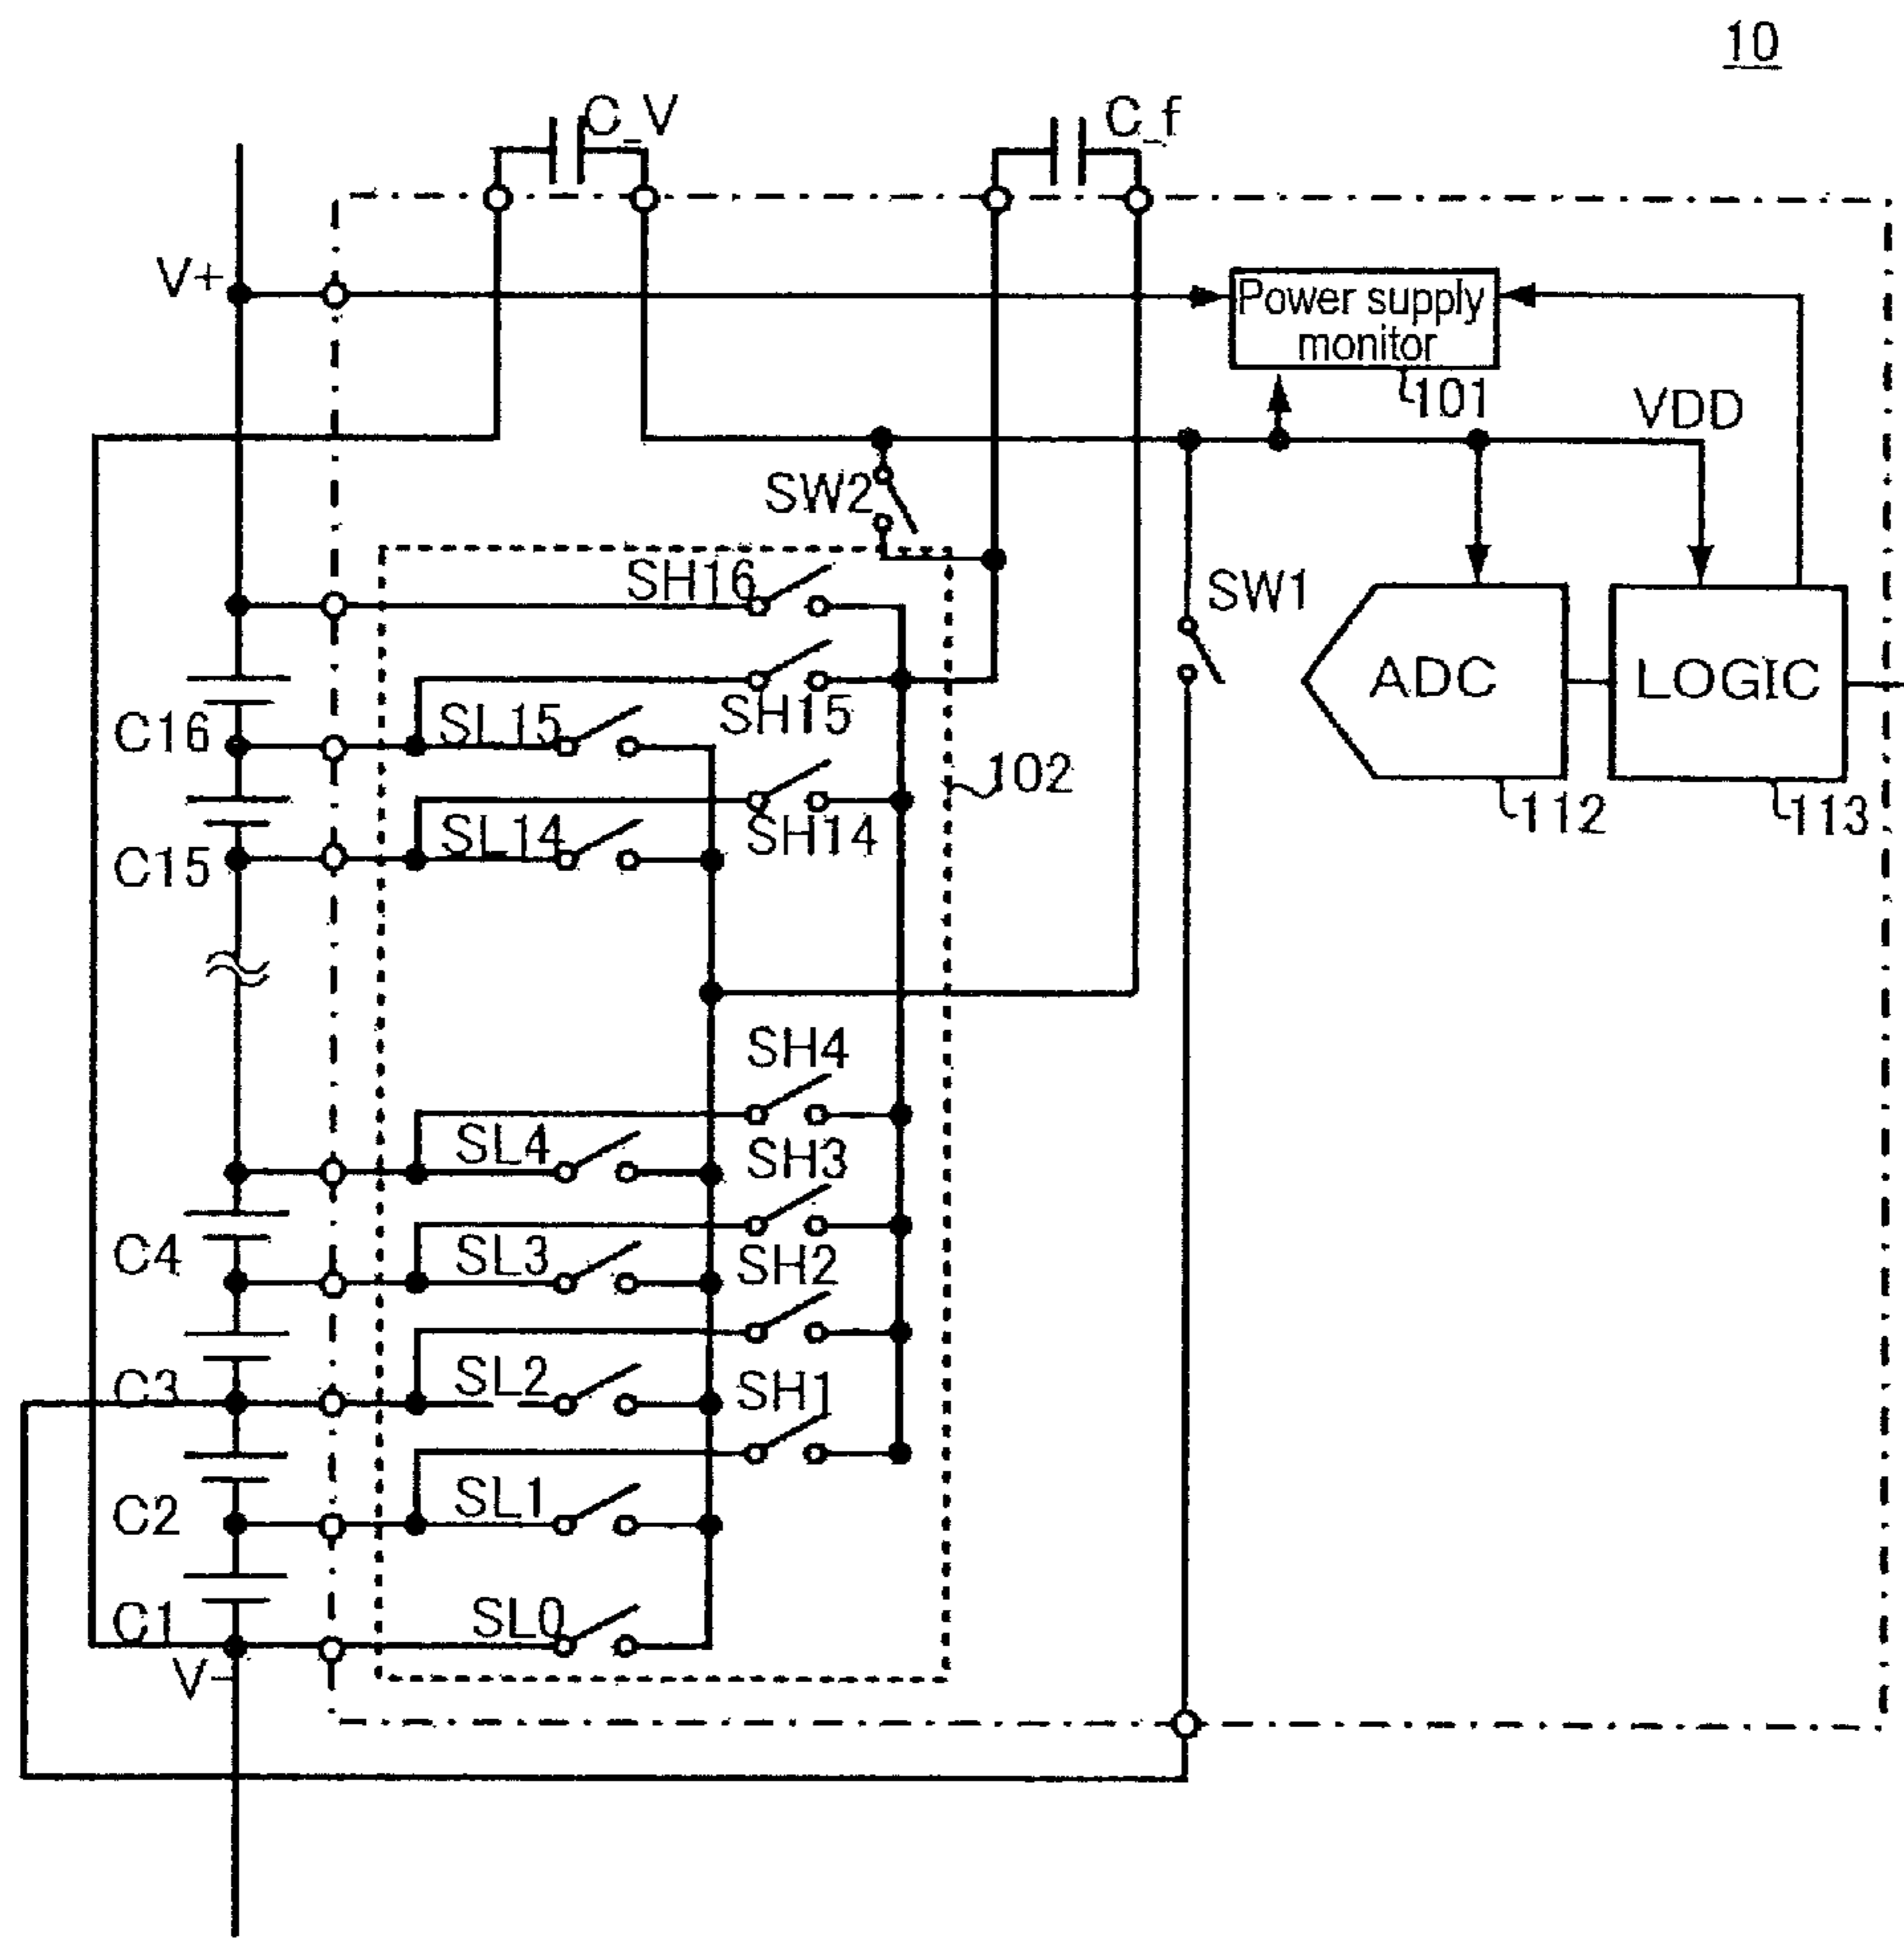 10
C_V
C_f
V+
Power supply
monitor
101
VDD
SW2
SH16
SW1
ADC
LOGIC
SH15
C16
SL15
102
SH14
112
113
SL14
C15
SH4
SL4
SH3
C4
SL3
SH2
C3
SL2
SH1
C2
SL1
C1
SL0
V-